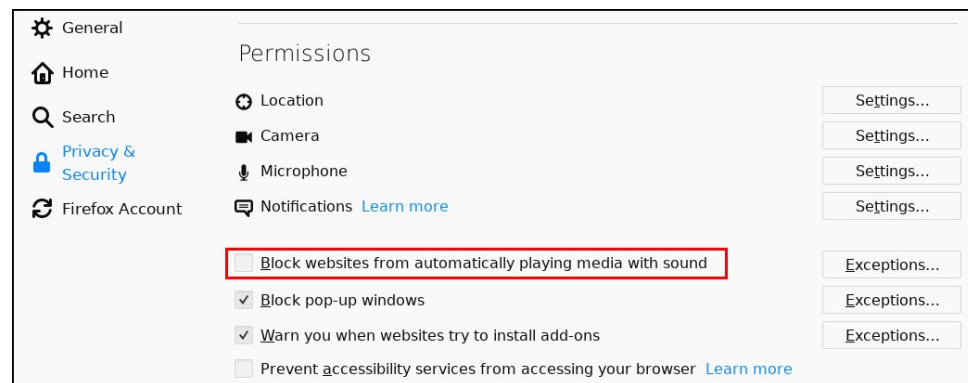 General
Home
Search
Privacy &
Security
Firefox Account
Permissions
Location Settings...
Camera Settings...
Microphone Settings...
Notifications Learn more Settings...
Block websites from automatically playing media with sound Exceptions...
Block pop-up windows Exceptions...
Warn you when websites try to install add-ons Exceptions...
Prevent accessibility services from accessing your browser Learn more